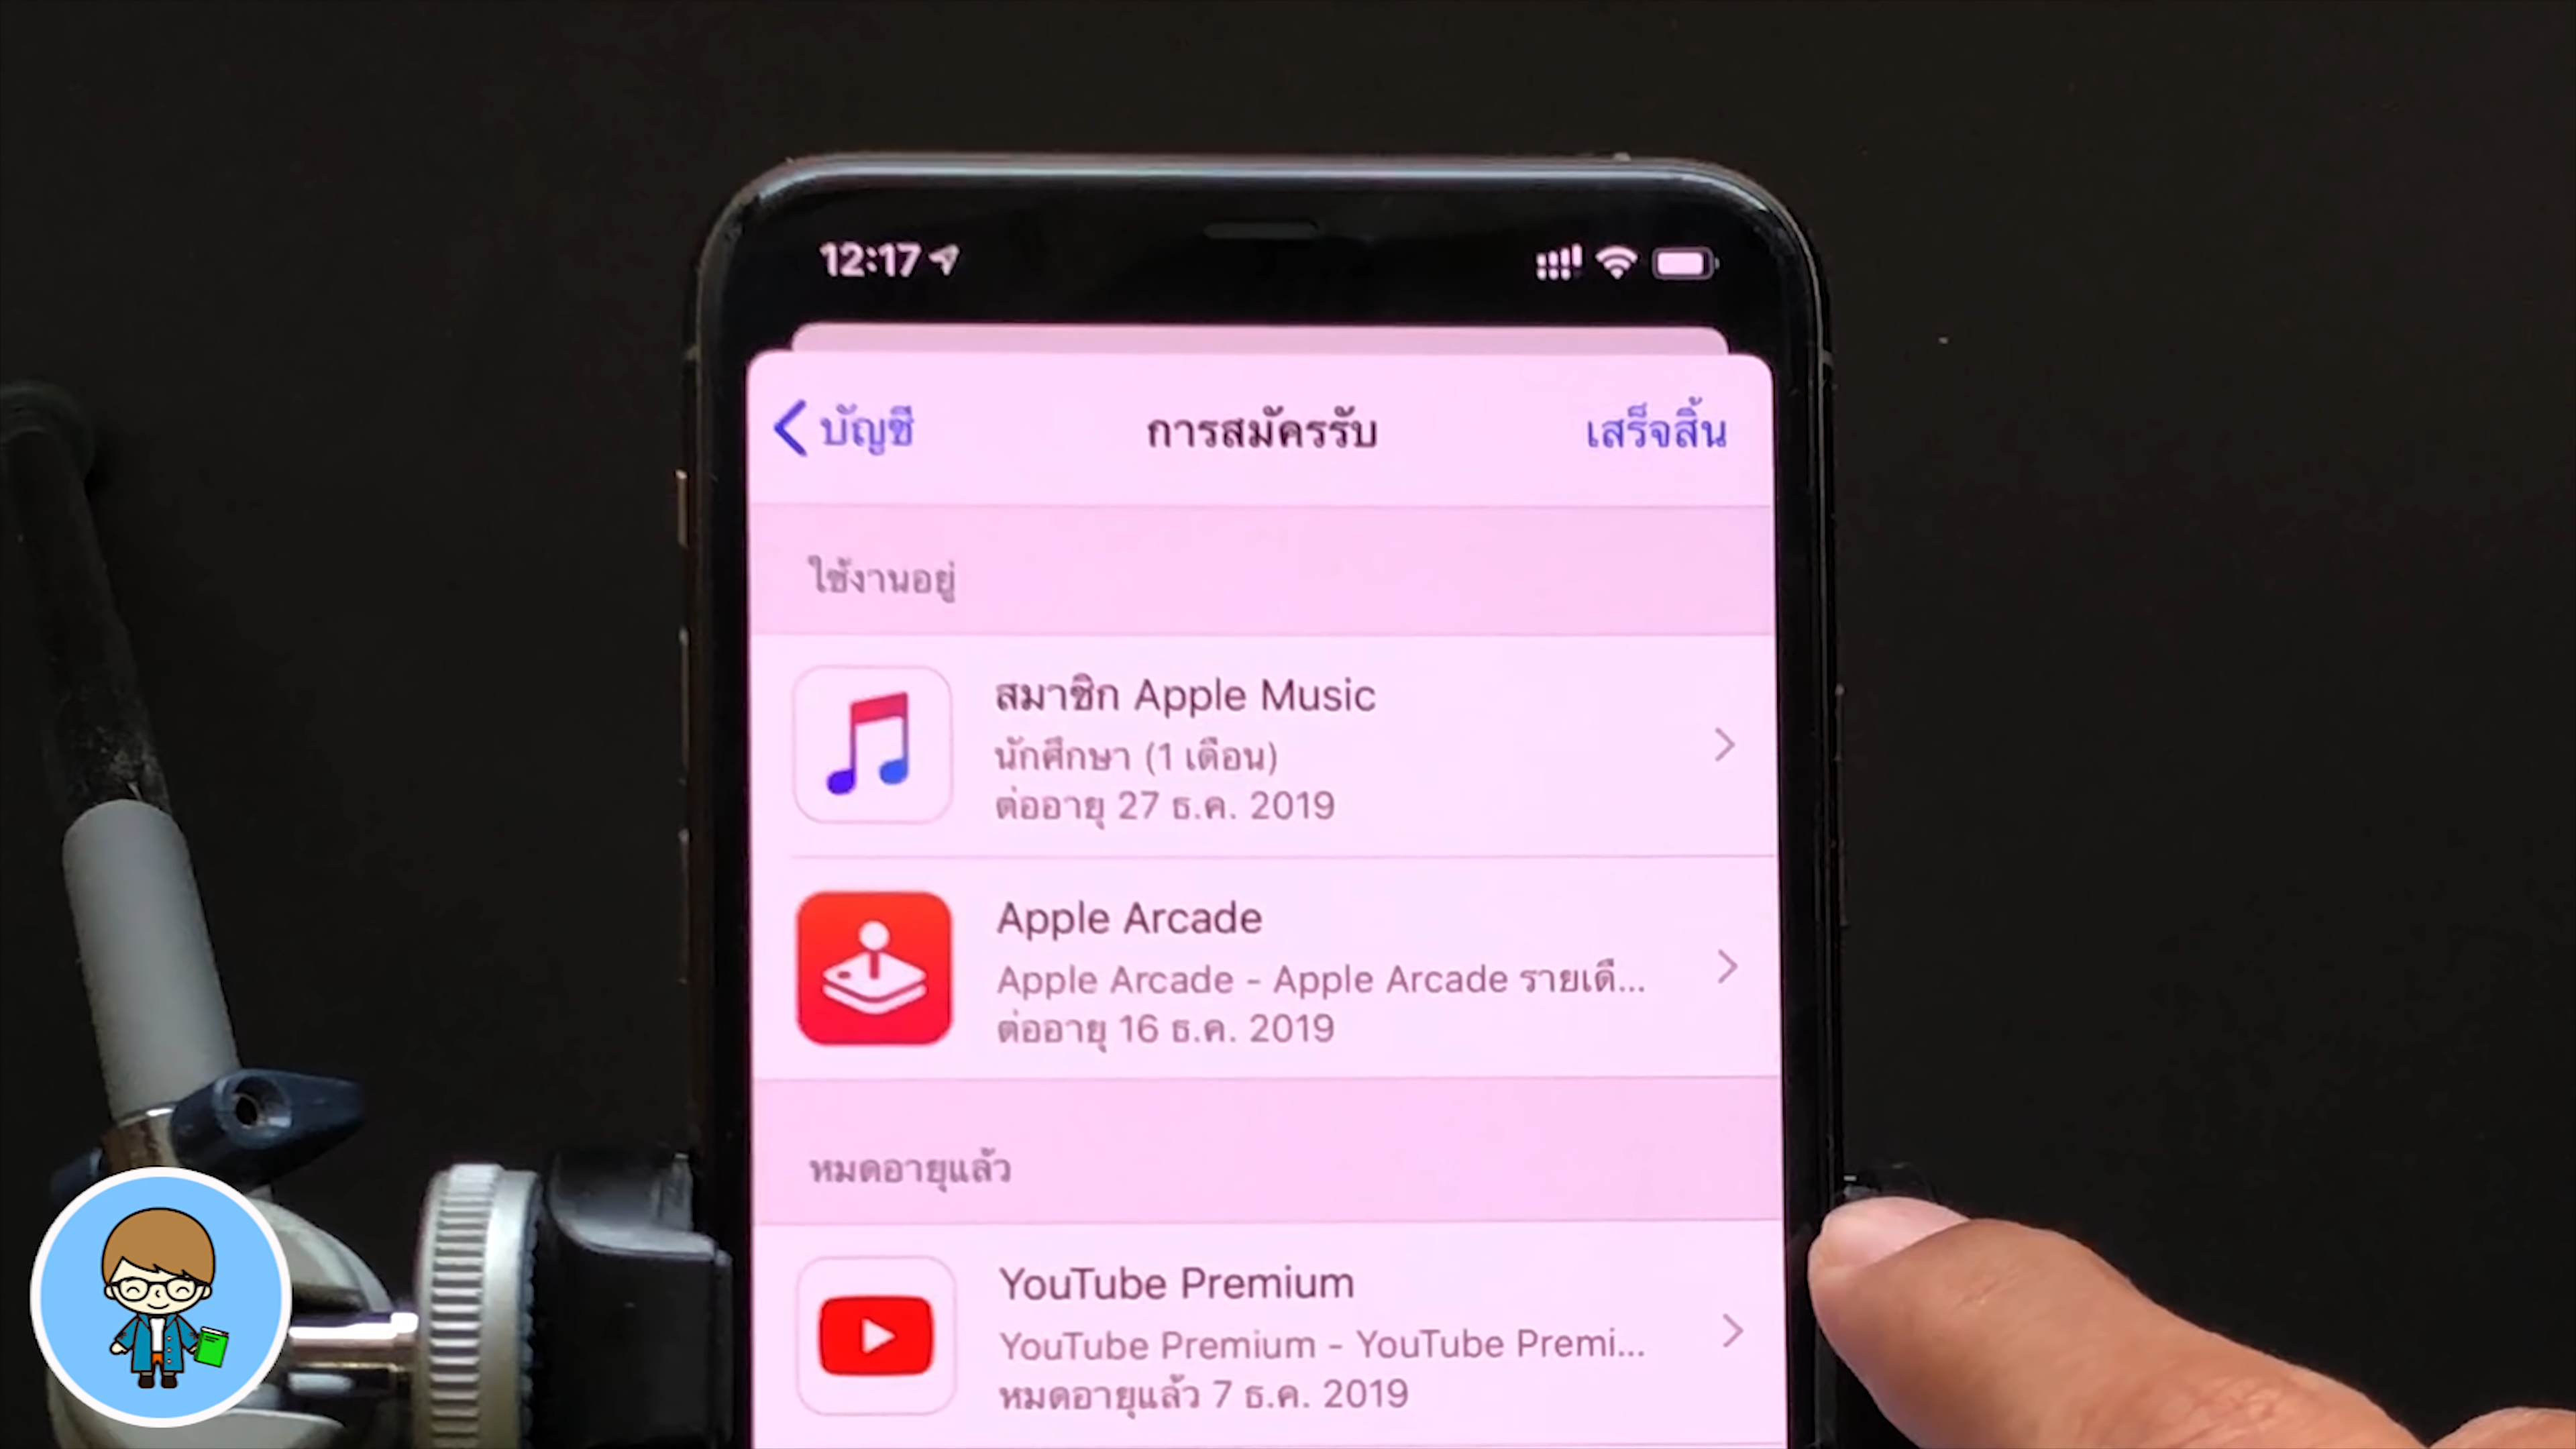 12:17
บัญชี
การสมัครรับ
เสร็จสิ้น
ใช้งานอยู่
สมาชิก Apple Music
นักศึกษา (1 เดือน)
ต่ออายุ 27 ธ.ค. 2019
Apple Arcade
Apple Arcade - Apple Arcade รายเดื...
ต่ออายุ 16 ธ.ค. 2019
หมดอายุแล้ว
YouTube Premium
YouTube Premium - YouTube Premi...
หมดอายุแล้ว 7 ธ.ค. 2019